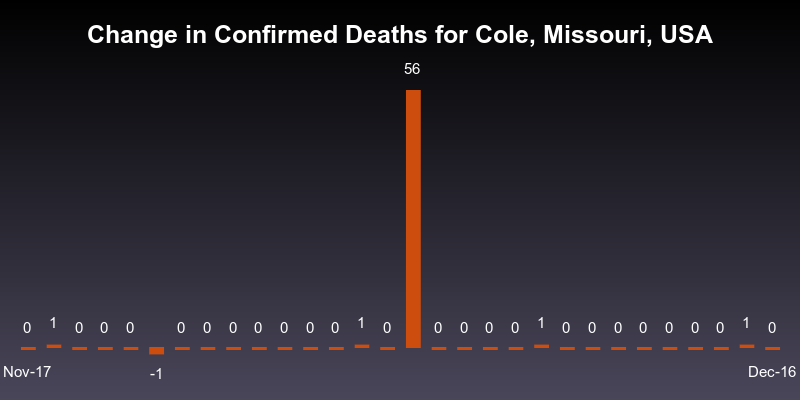 Change in Confirmed Deaths for Cole, Missouri, USA
56
0 1 0 0 0 0 0 0 0 0 0 0 1 0 0 0 0 0 1 0 0 0 0 0 0 0 1 0
Nov-17 -1 Dec-16